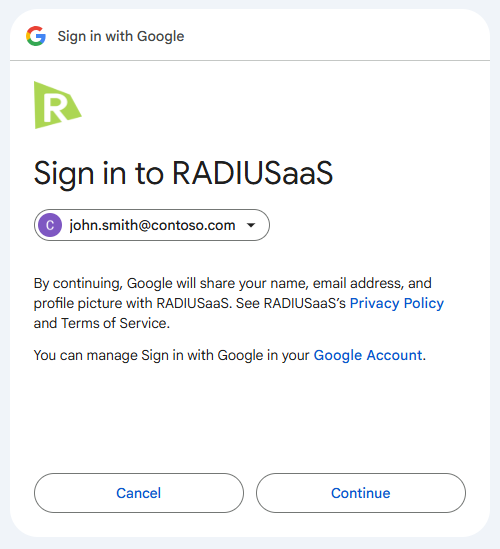 Sign in with Google
R
Sign in to RADIUSaaS
C john.smith@contoso.com
By continuing, Google will share your name, email address, and
profile picture with RADIUSaaS. See RADIUSaaS’s Privacy Policy
and Terms of Service.
You can manage Sign in with Google in your Google Account.
Cancel Continue